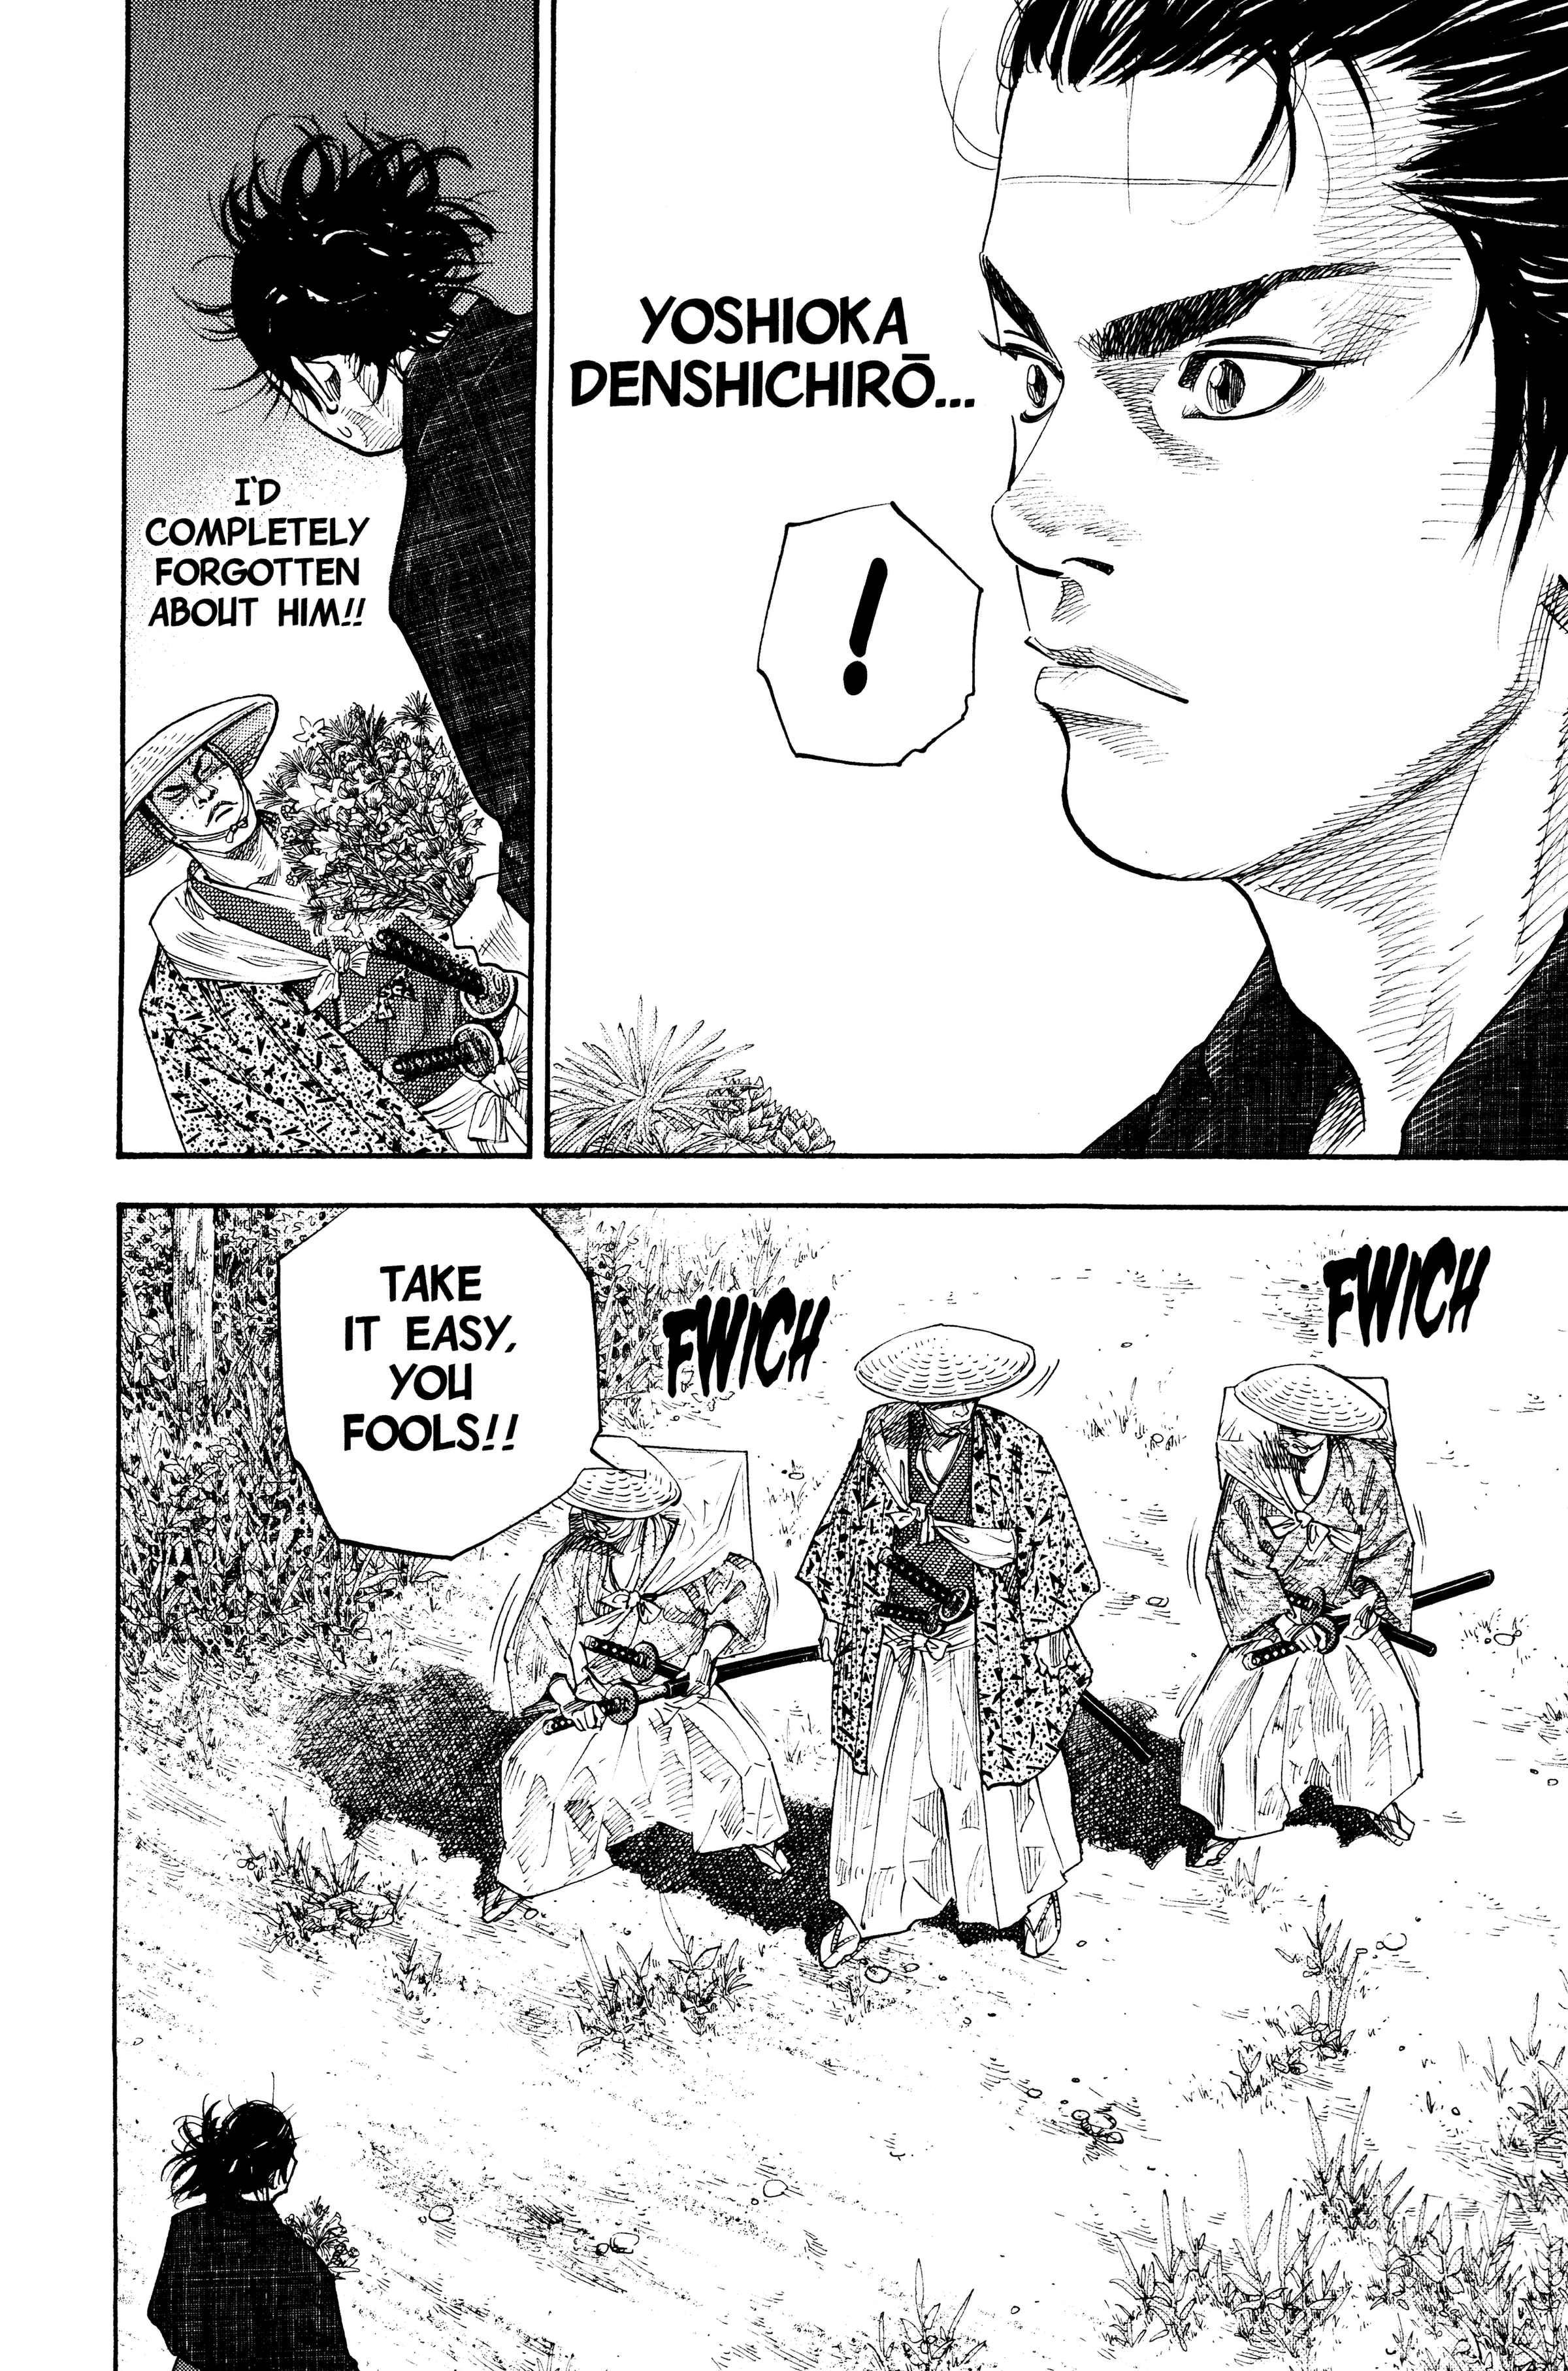 YOSHIOKA
DENSHICHIRŌ...
!
I'D
COMPLETELY
FORGOTTEN
ABOUT HIM!!
FWICH
FWICH
TAKE
IT EASY,
YOU
FOOLS!!